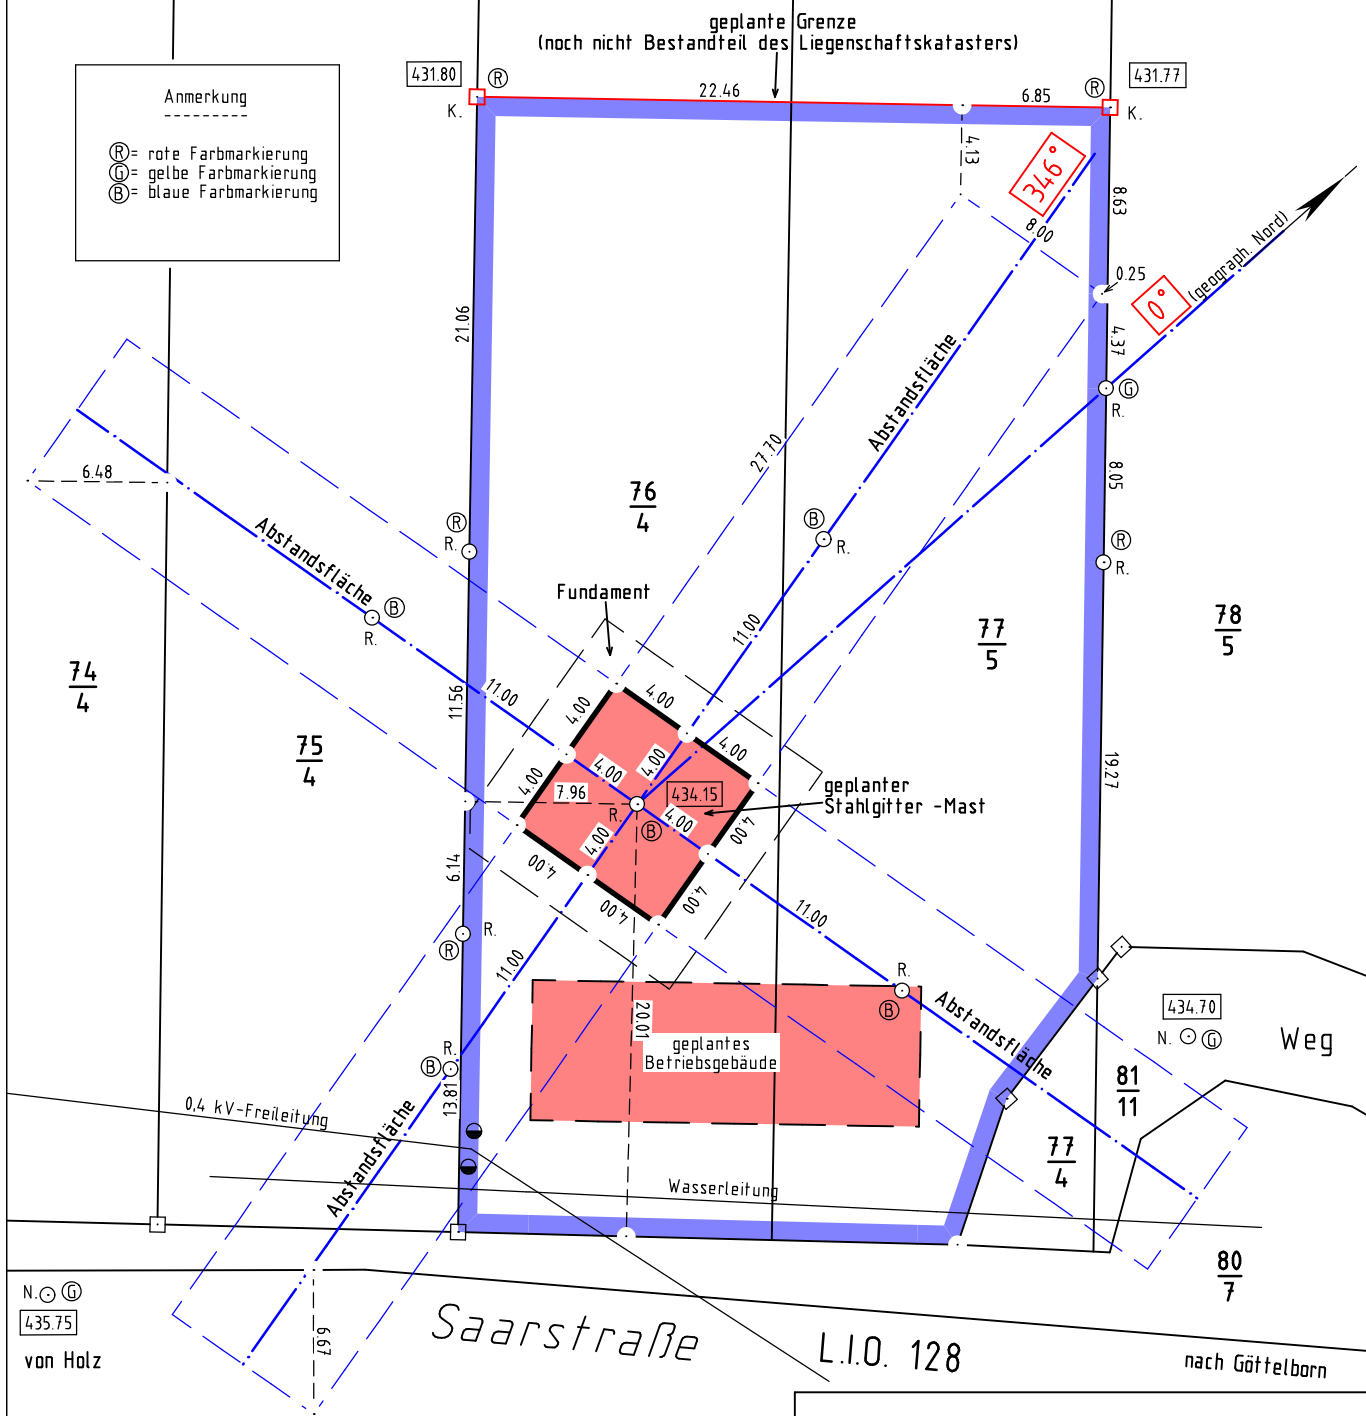 geplante Grenze
(noch nicht Bestandteil des Liegenschaftskatasters)
431.80
R
22.46
6.85
R
431.77
K.
K.
Anmerkung
R = rote Farbmarkierung
G = gelbe Farbmarkierung
B = blaue Farbmarkierung
4.13
346°
8.63
8.00
(geograph. Nord)
0.25
0°
21.06
4.37
Abstandsfläche
G
R.
27.70
6.48
8.05
76
4
Abstandsfläche
R
R.
B
R.
R
R.
Fundament
B
R.
11.00
77
5
78
5
74
4
11.56
11.00
4.00
4.00
4.00
75
4
4.00
4.00
4.00
19.27
7.96
434.15
geplanter
Stahlgitter -Mast
R.
B
4.00
4.00
4.00
6.14
4.00
4.00
4.00
11.00
R.
R
11.00
R.
B
Abstandsfläche
434.70
N.
G
Weg
20.01
geplantes
Betriebsgebäude
R.
B
13.81
81
11
0,4 kV-Freileitung
Abstandsfläche
77
4
Wasserleitung
80
7
N.
G
435.75
von Holz
6.67
Saarstraße
L.I.O. 128
nach Göttelborn